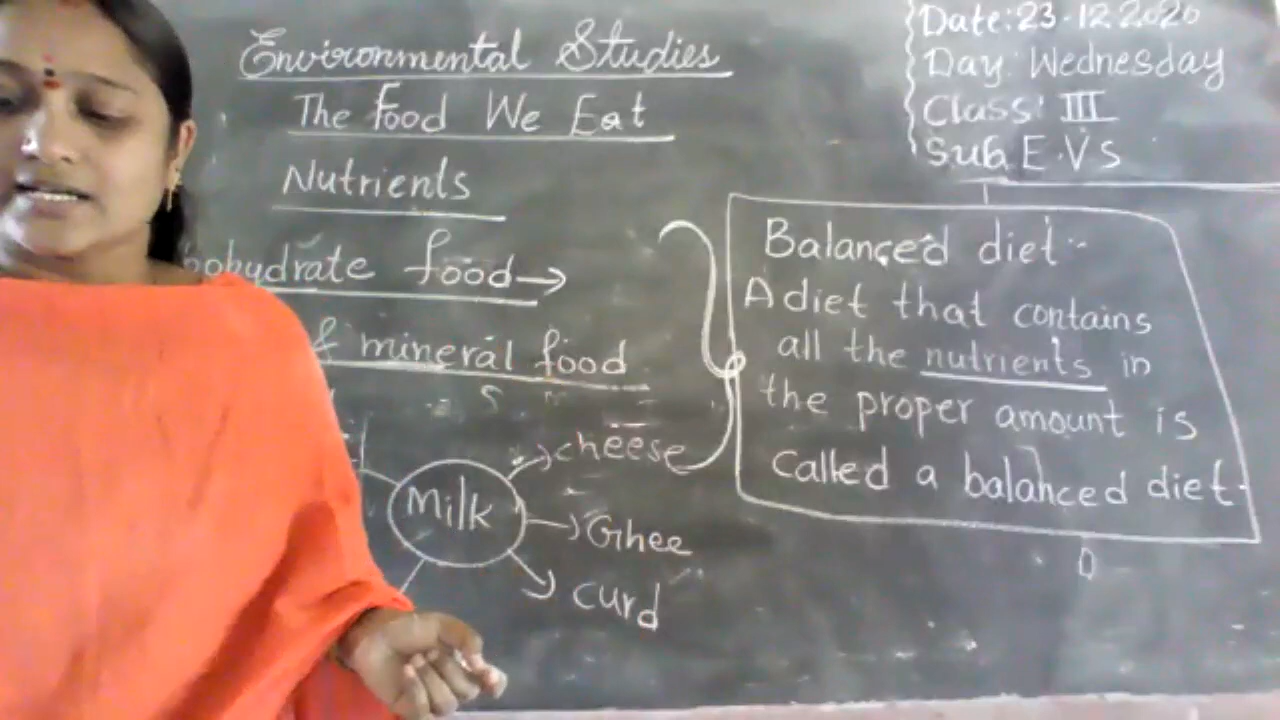 Environmental Studies
The Food We Eat
Nutrients
bohydrate food→
& mineral food
Milk
→cheese
→Ghee
curd
Date:23.12.2020
Day: Wednesday
Class: III
Sub. E.Vs
Balanced diet:-
A diet that contains
all the nutrients in
the proper amount is
called a balanced diet.